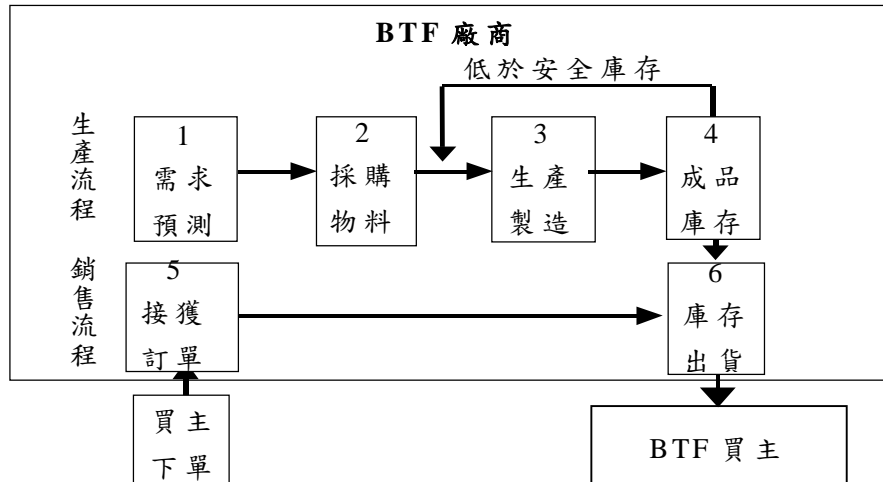 BTF 廠商
低於安全庫存
生產流程
1
需求
預測
2
採購
物料
3
生產
製造
4
成品
庫存
銷售流程
5
接獲
訂單
6
庫存
出貨
買主
下單
BTF 買主